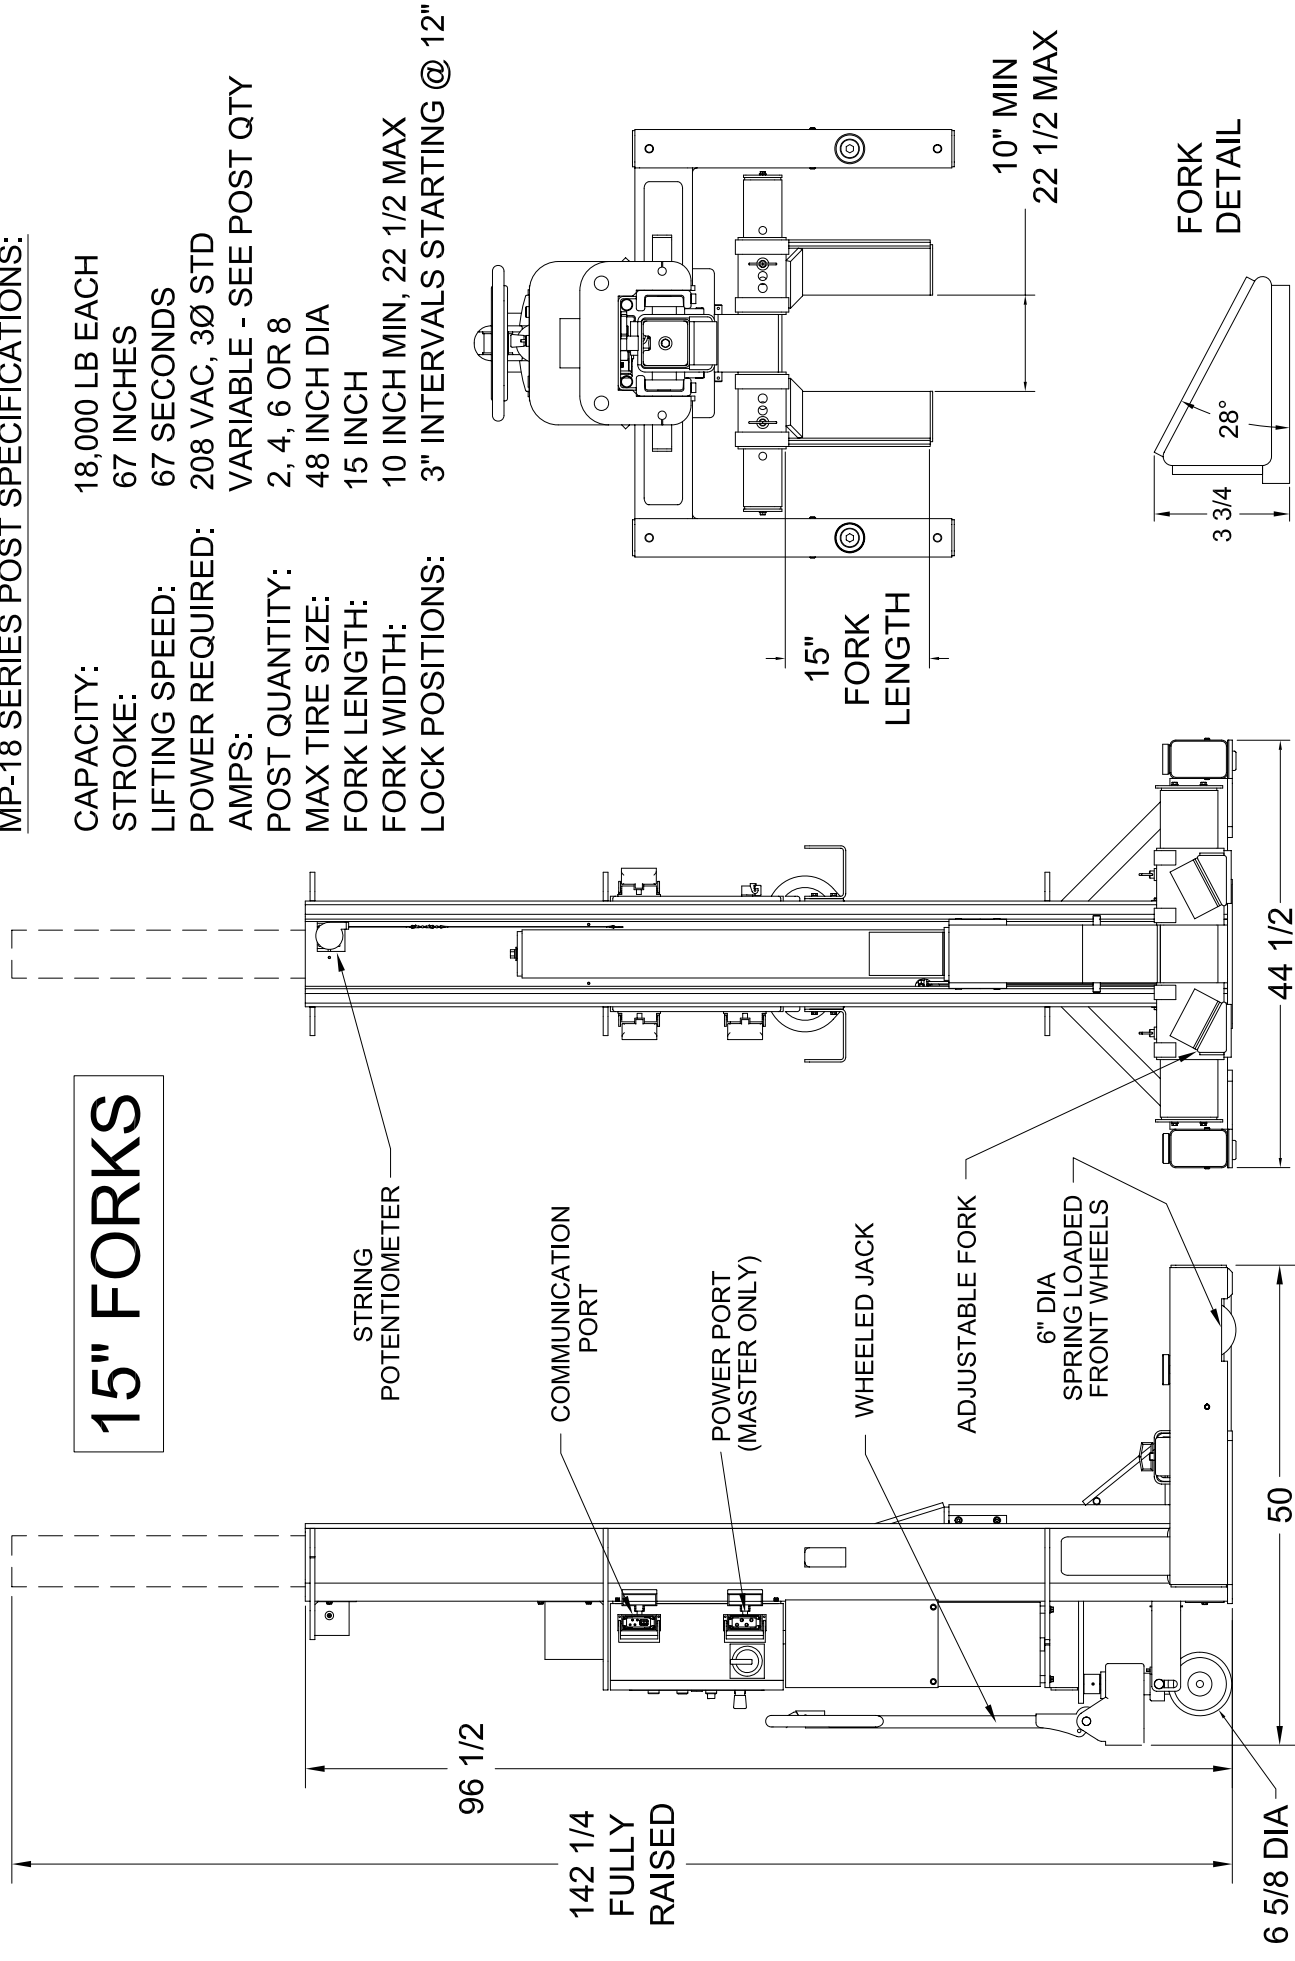 MP-18 SERIES POST SPECIFICATIONS:
CAPACITY: 18,000 LB EACH
STROKE: 67 INCHES
LIFTING SPEED: 67 SECONDS
POWER REQUIRED: 208 VAC, 3Ø STD
AMPS: VARIABLE - SEE POST QTY
POST QUANTITY: 2, 4, 6 OR 8
MAX TIRE SIZE: 48 INCH DIA
FORK LENGTH: 15 INCH
FORK WIDTH: 10 INCH MIN, 22 1/2 MAX
LOCK POSITIONS: 3" INTERVALS STARTING @ 12"
15" FORKS
STRING
POTENTIOMETER
COMMUNICATION
PORT
POWER PORT
(MASTER ONLY)
WHEELED JACK
ADJUSTABLE FORK
6" DIA
SPRING LOADED
FRONT WHEELS
96 1/2
142 1/4
FULLY
RAISED
6 5/8 DIA
50
44 1/2
15"
FORK
LENGTH
10" MIN
22 1/2 MAX
FORK
DETAIL
28°
3 3/4